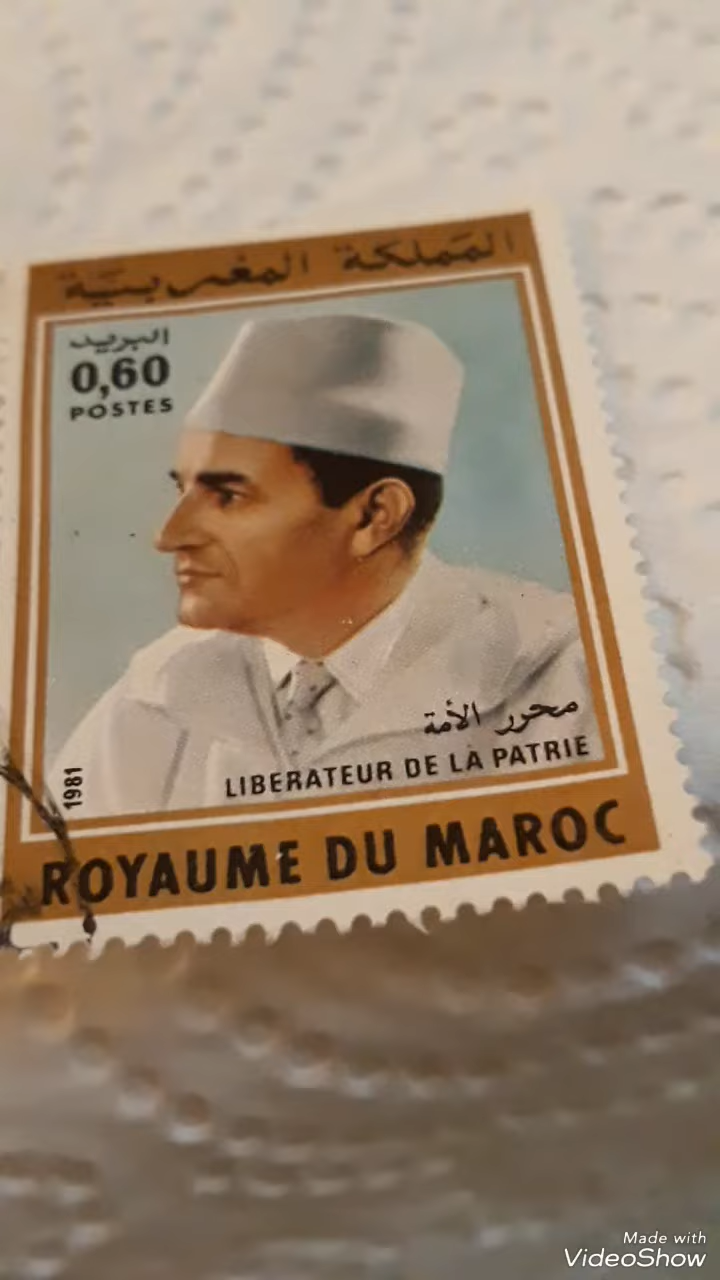 المملكة المغربية
البريد
0,60
POSTES
محرر الأمة
LIBERATEUR DE LA PATRIE
1981
ROYAUME DU MAROC
Made with
VideoShow